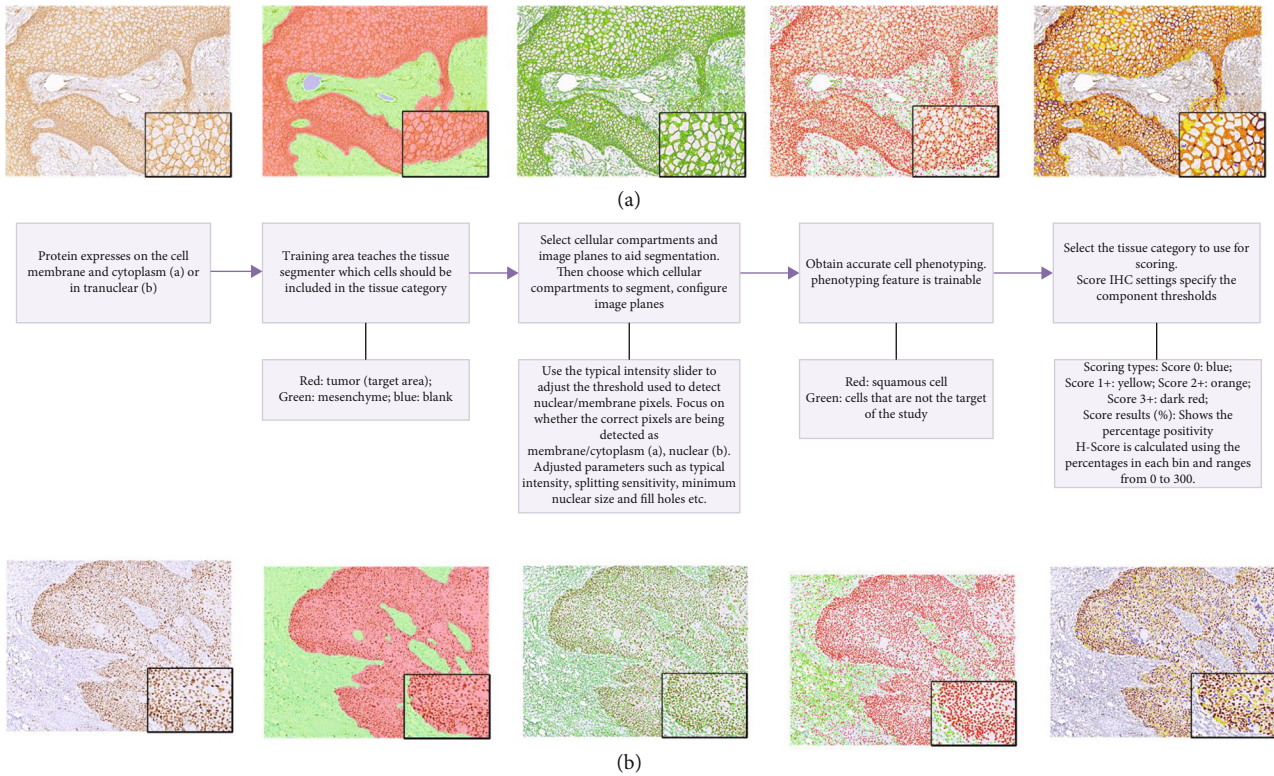 (a)
Protein expresses on the cell
membrane and cytoplasm (a) or
in tranuclear (b)
Training area teaches the tissue
segmenter which cells should be
included in the tissue category
Select cellular compartments and
image planes to aid segmentation.
Then choose which cellular
compartments to segment, configure
image planes
Obtain accurate cell phenotyping.
phenotyping feature is trainable
Select the tissue category to use for
scoring.
Score IHC settings specify the
component thresholds
Red: tumor (target area);
Green: mesenchyme; blue: blank
Use the typical intensity slider to
adjust the threshold used to detect
nuclear/membrane pixels. Focus on
whether the correct pixels are being
detected as
membrane/cytoplasm (a), nuclear (b).
Adjusted parameters such as typical
intensity, splitting sensitivity, minimum
nuclear size and fill holes etc.
Red: squamous cell
Green: cells that are not the target
of the study
Scoring types: Score 0: blue;
Score 1+: yellow; Score 2+: orange;
Score 3+: dark red;
Score results (%): Shows the
percentage positivity
H-Score is calculated using the
percentages in each bin and ranges
from 0 to 300.
(b)